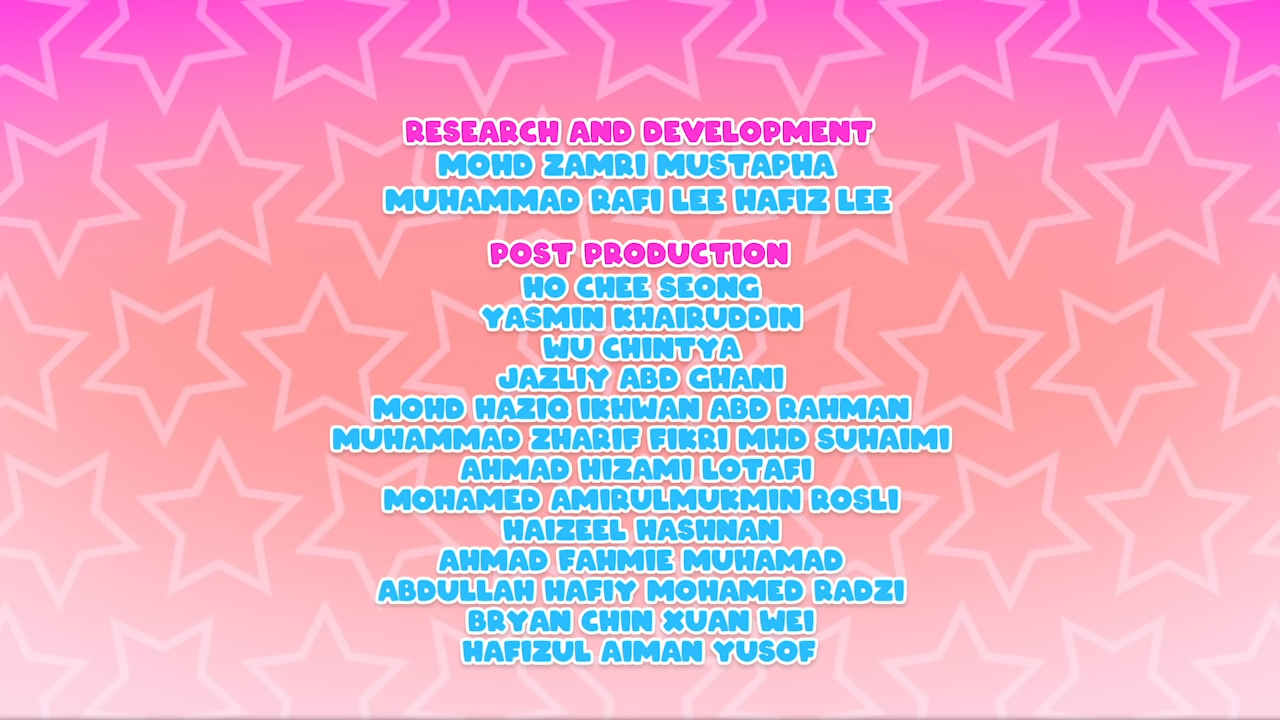 RESEARCH AND DEVELOPMENT
MOHD ZAMRI MUSTAPHA
MUHAMMAD RAFI LEE HAFIZ LEE
POST PRODUCTION
HO CHEE SEONG
YASMIN KHAIRUDDIN
WU CHINTYA
JAZLIY ABD GHANI
MOHD HAZIQ IKHWAN ABD RAHMAN
MUHAMMAD ZHARIF FIKRI MHD SUHAIMI
AHMAD HIZAMI LOTAFI
MOHAMED AMIRULMUKMIN ROSLI
HAIZEEL HASHNAN
AHMAD FAHMIE MUHAMAD
ABDULLAH HAFIY MOHAMED RADZI
BRYAN CHIN XUAN WEI
HAFIZUL AIMAN YUSOF